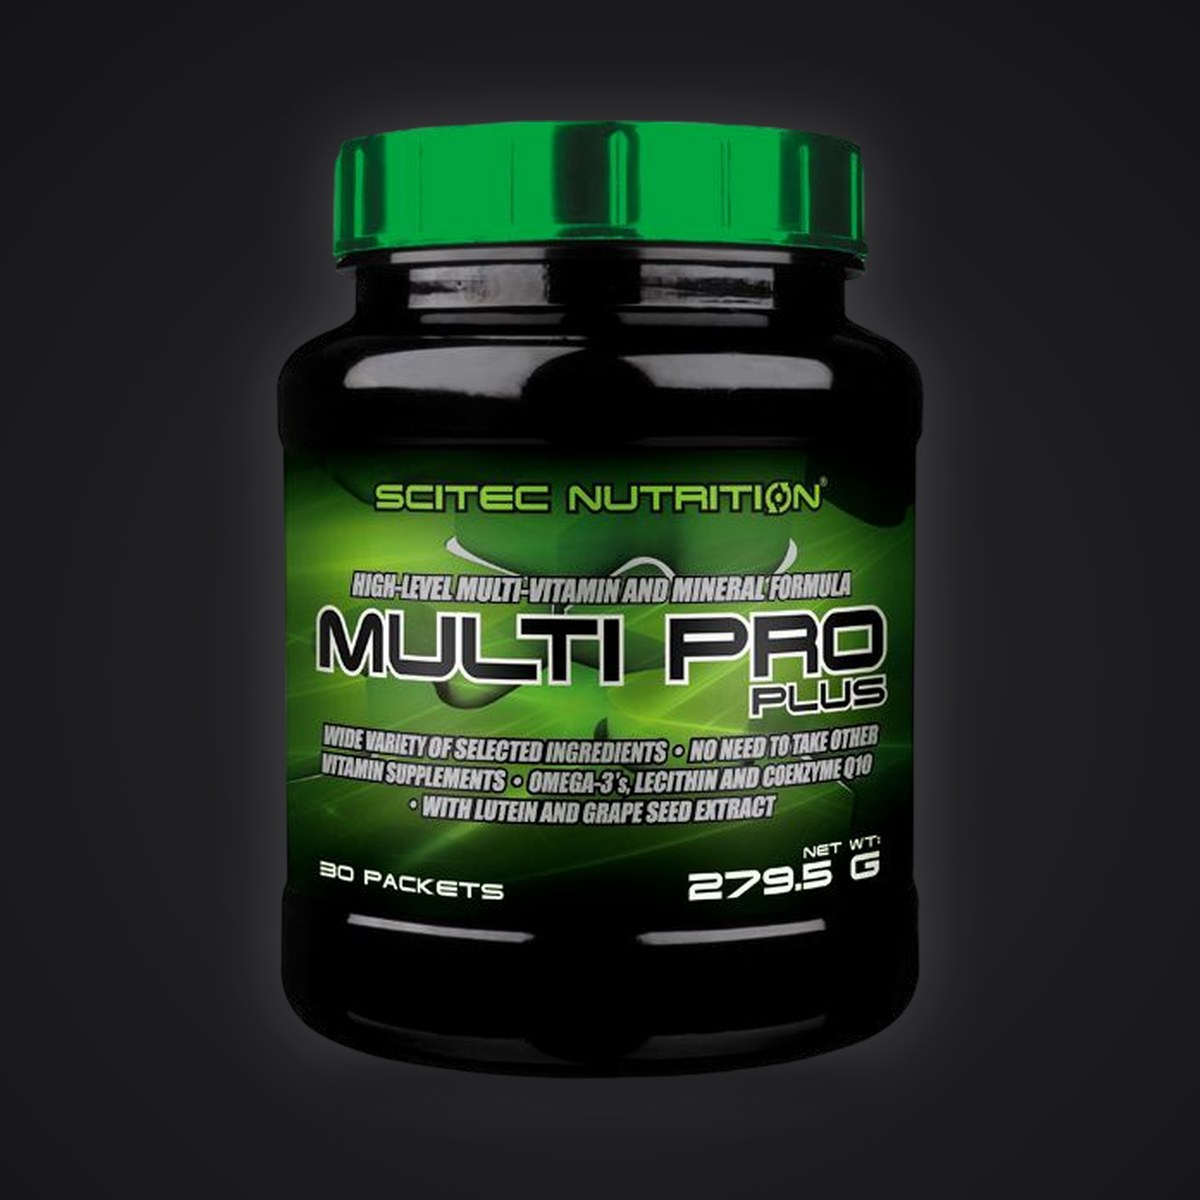 SCITEC NUTRITION®
HIGH-LEVEL MULTI-VITAMIN AND MINERAL FORMULA
MULTI PRO
PLUS
WIDE VARIETY OF SELECTED INGREDIENTS • NO NEED TO TAKE OTHER
VITAMIN SUPPLEMENTS • OMEGA-3's, LECITHIN AND COENZYME Q10
• WITH LUTEIN AND GRAPE SEED EXTRACT
30 PACKETS
NET WT:
279.5 G